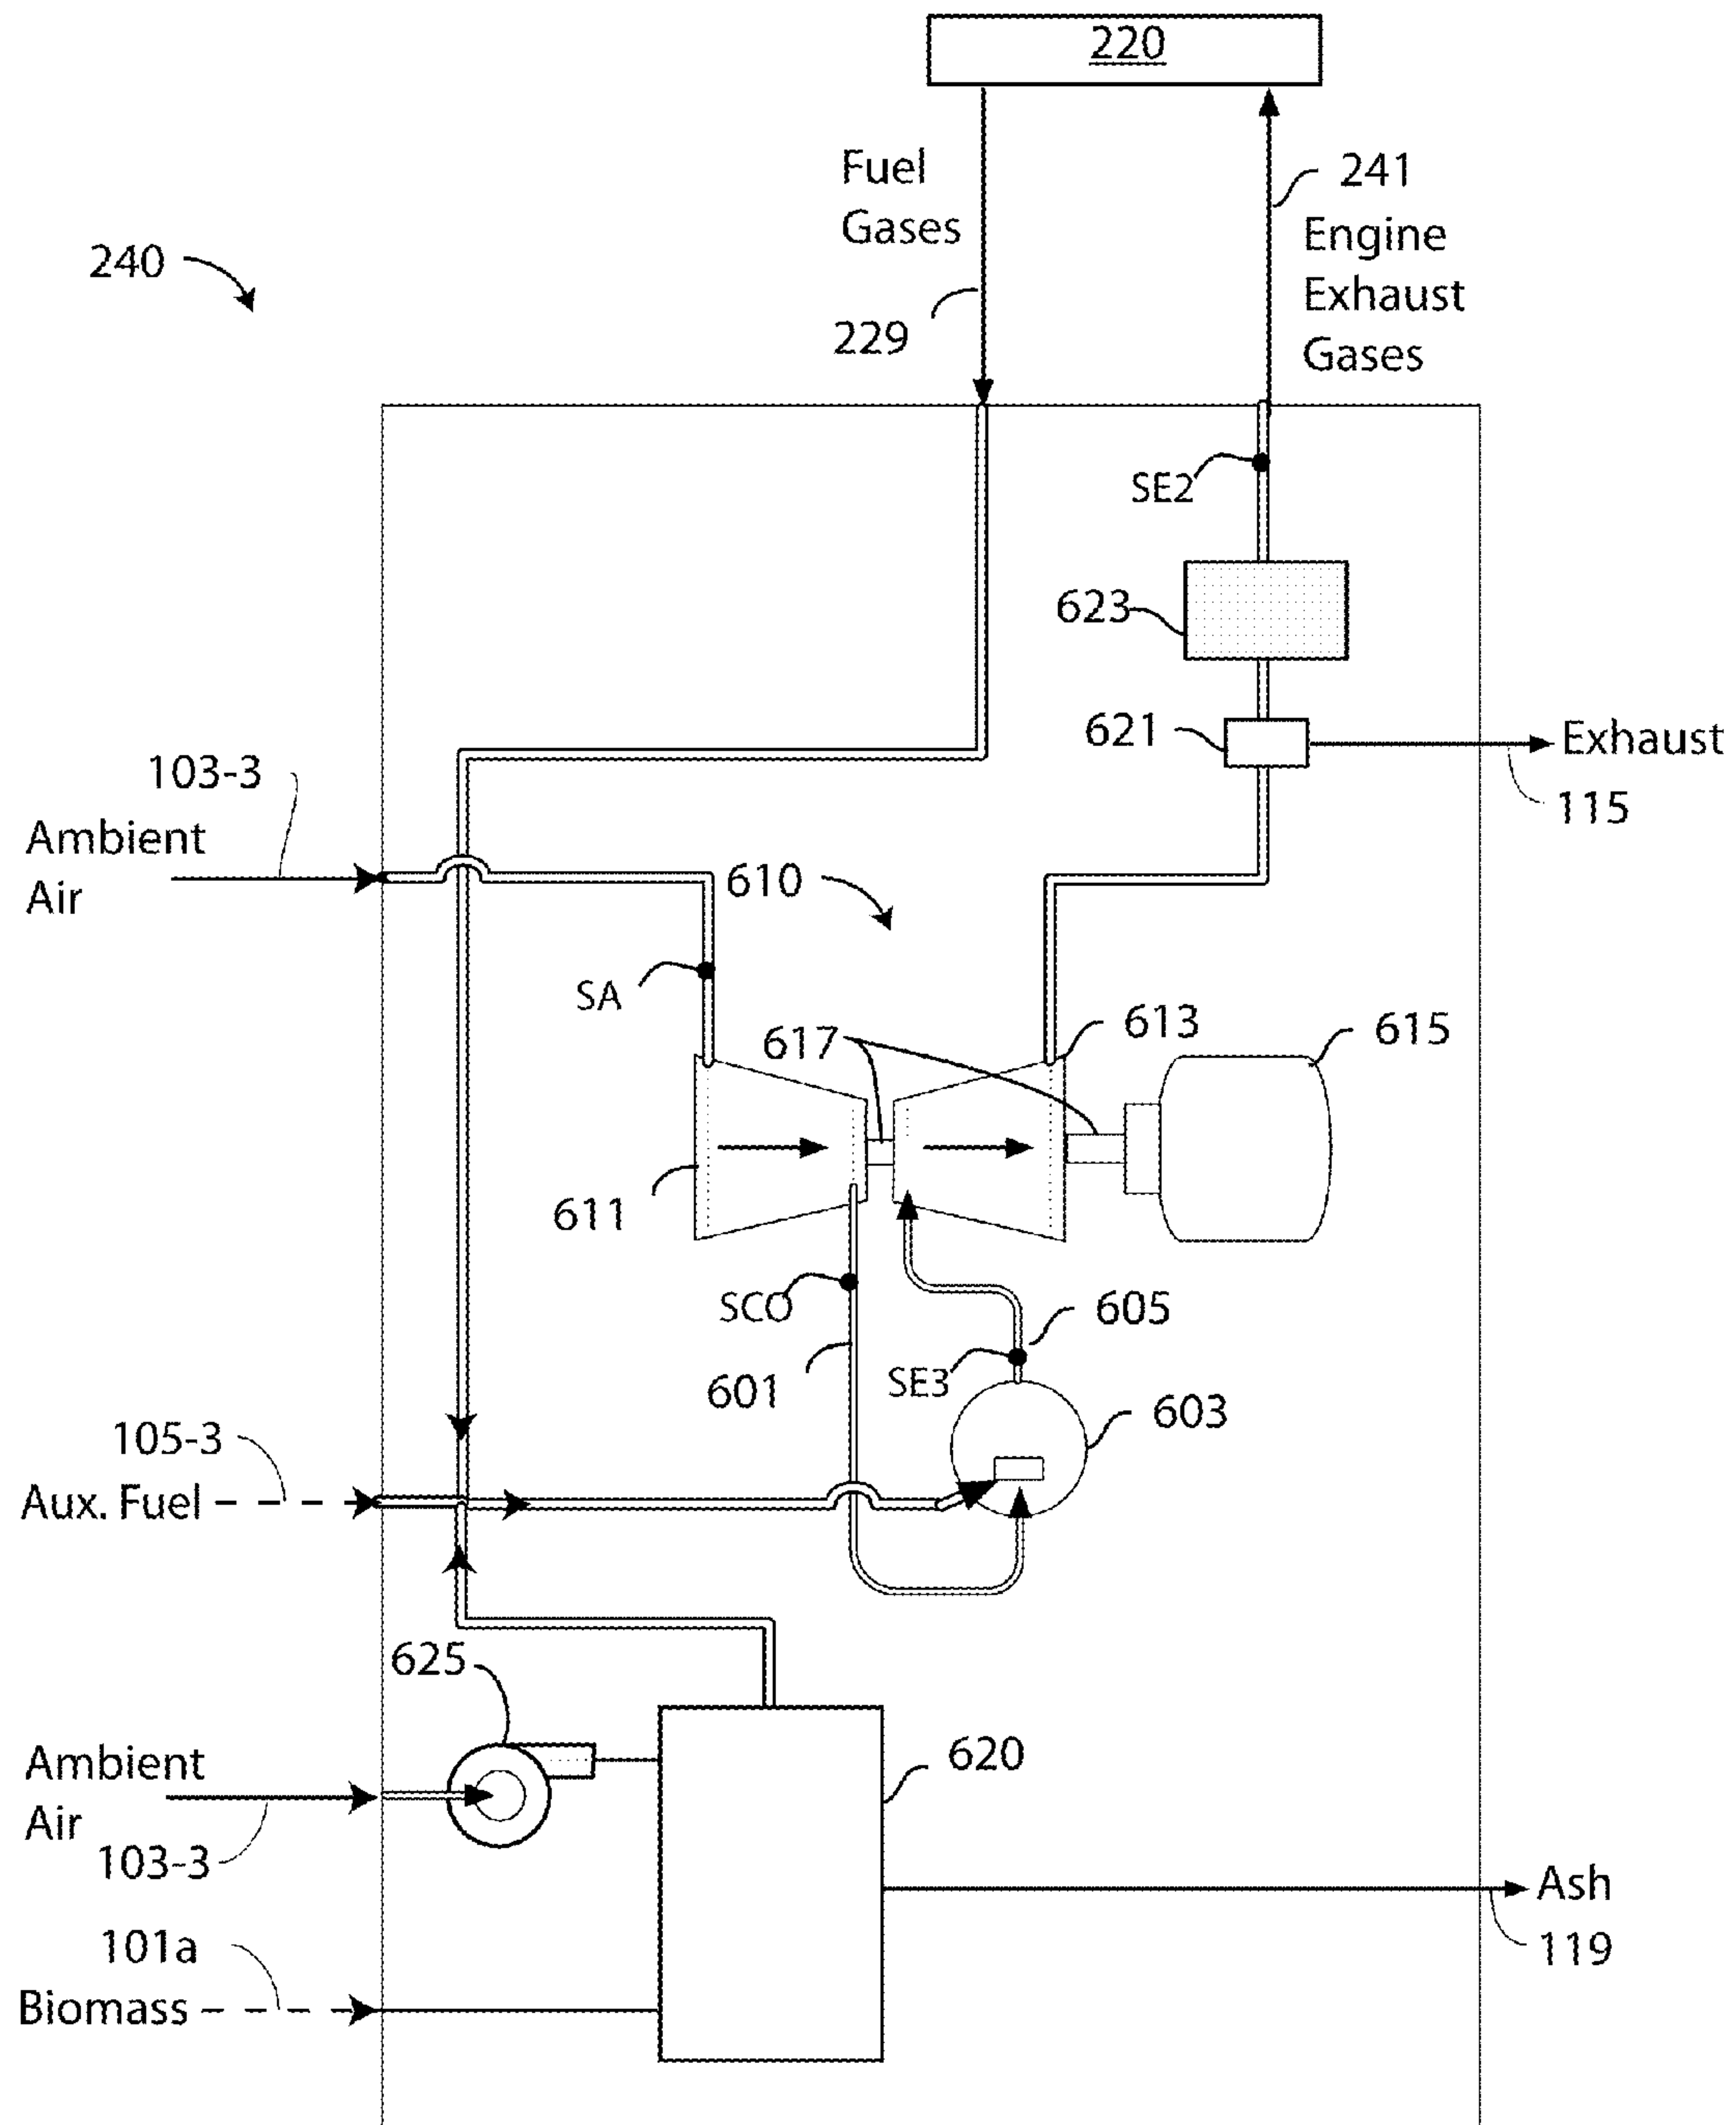 220
Fuel
Gases
229
241
Engine
Exhaust
Gases
240
SE2
623
621
Exhaust
115
103-3
Ambient
Air
610
SA
617
613
615
611
SCO
601
605
SE3
603
105-3
Aux. Fuel
625
Ambient
Air
103-3
620
Ash
119
101a
Biomass